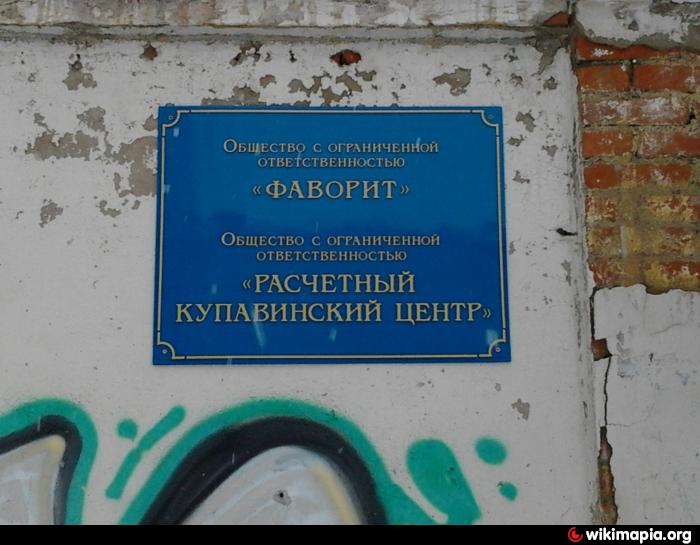 Общество с ограниченной
ответственностью
«ФАВОРИТ»
Общество с ограниченной
ответственностью
«РАСЧЕТНЫЙ
КУПАВИНСКИЙ ЦЕНТР»
wikimapia.org